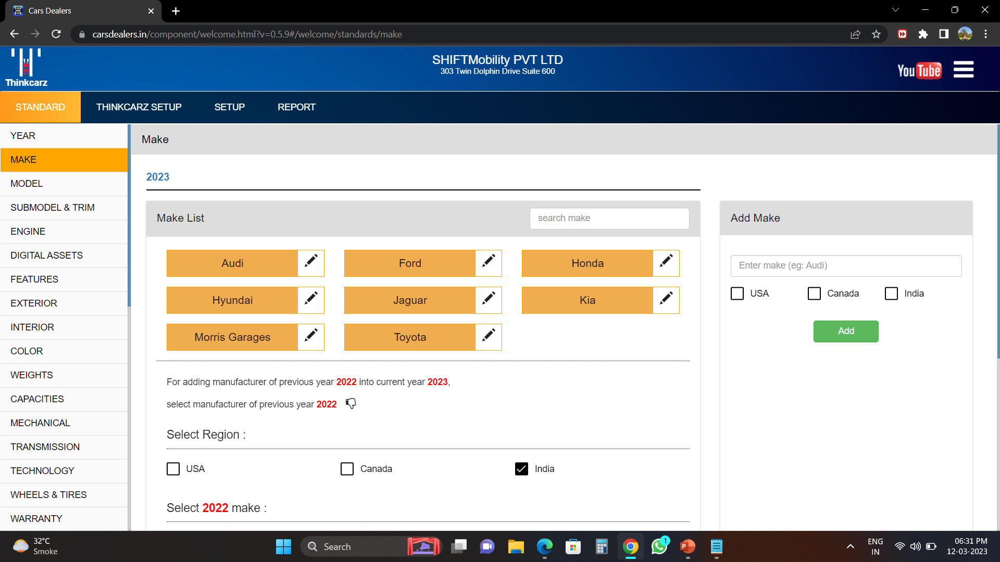 Cars Dealers
carsdealers.in/component/welcome.html?v=0.5.9#/welcome/standards/make
Thinkcarz
SHIFTMobility PVT LTD
303 Twin Dolphin Drive Suite 600
YouTube
STANDARD THINKCARZ SETUP SETUP REPORT
YEAR
MAKE
MODEL
SUBMODEL & TRIM
ENGINE
DIGITAL ASSETS
FEATURES
EXTERIOR
INTERIOR
COLOR
WEIGHTS
CAPACITIES
MECHANICAL
TRANSMISSION
TECHNOLOGY
WHEELS & TIRES
WARRANTY
Make
2023
Make List search make
Audi Ford Honda
Hyundai Jaguar Kia
Morris Garages Toyota
For adding manufacturer of previous year 2022 into current year 2023,
select manufacturer of previous year 2022
Select Region :
USA Canada India
Select 2022 make :
Add Make
Enter make (eg: Audi)
USA Canada India
Add
32°C
Smoke
Search
1
P
ENG
IN
06:31 PM
12-03-2023